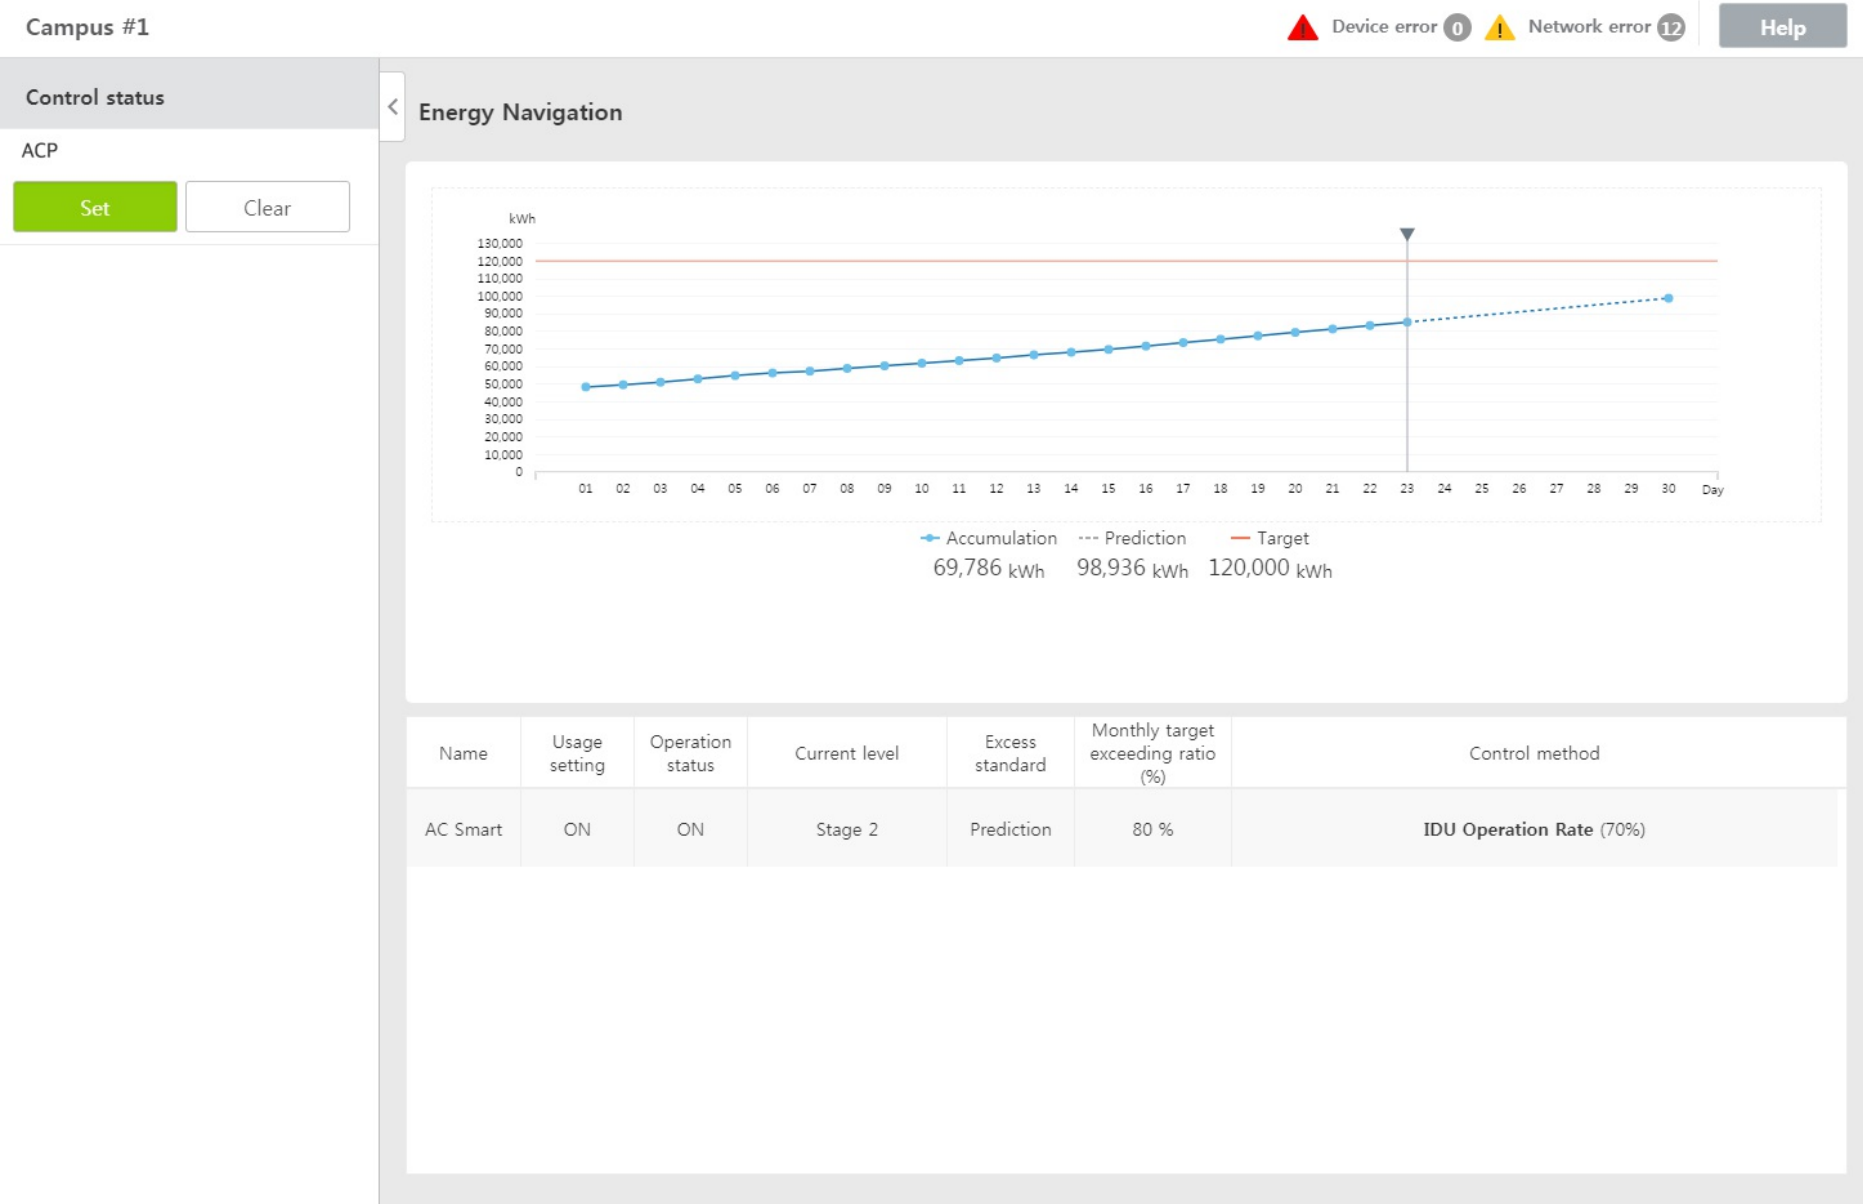 Campus #1
Device error 0
Network error 12
Help
Control status
ACP
Set
Clear
Energy Navigation
kWh
130,000
120,000
110,000
100,000
90,000
80,000
70,000
60,000
50,000
40,000
30,000
20,000
10,000
0
01 02 03 04 05 06 07 08 09 10 11 12 13 14 15 16 17 18 19 20 21 22 23 24 25 26 27 28 29 30 Day
Accumulation Prediction Target
69,786 kWh 98,936 kWh 120,000 kWh
Name
Usage
setting
Operation
status
Current level
Excess
standard
Monthly target
exceeding ratio
(%)
Control method
AC Smart ON ON Stage 2 Prediction 80 % IDU Operation Rate (70%)